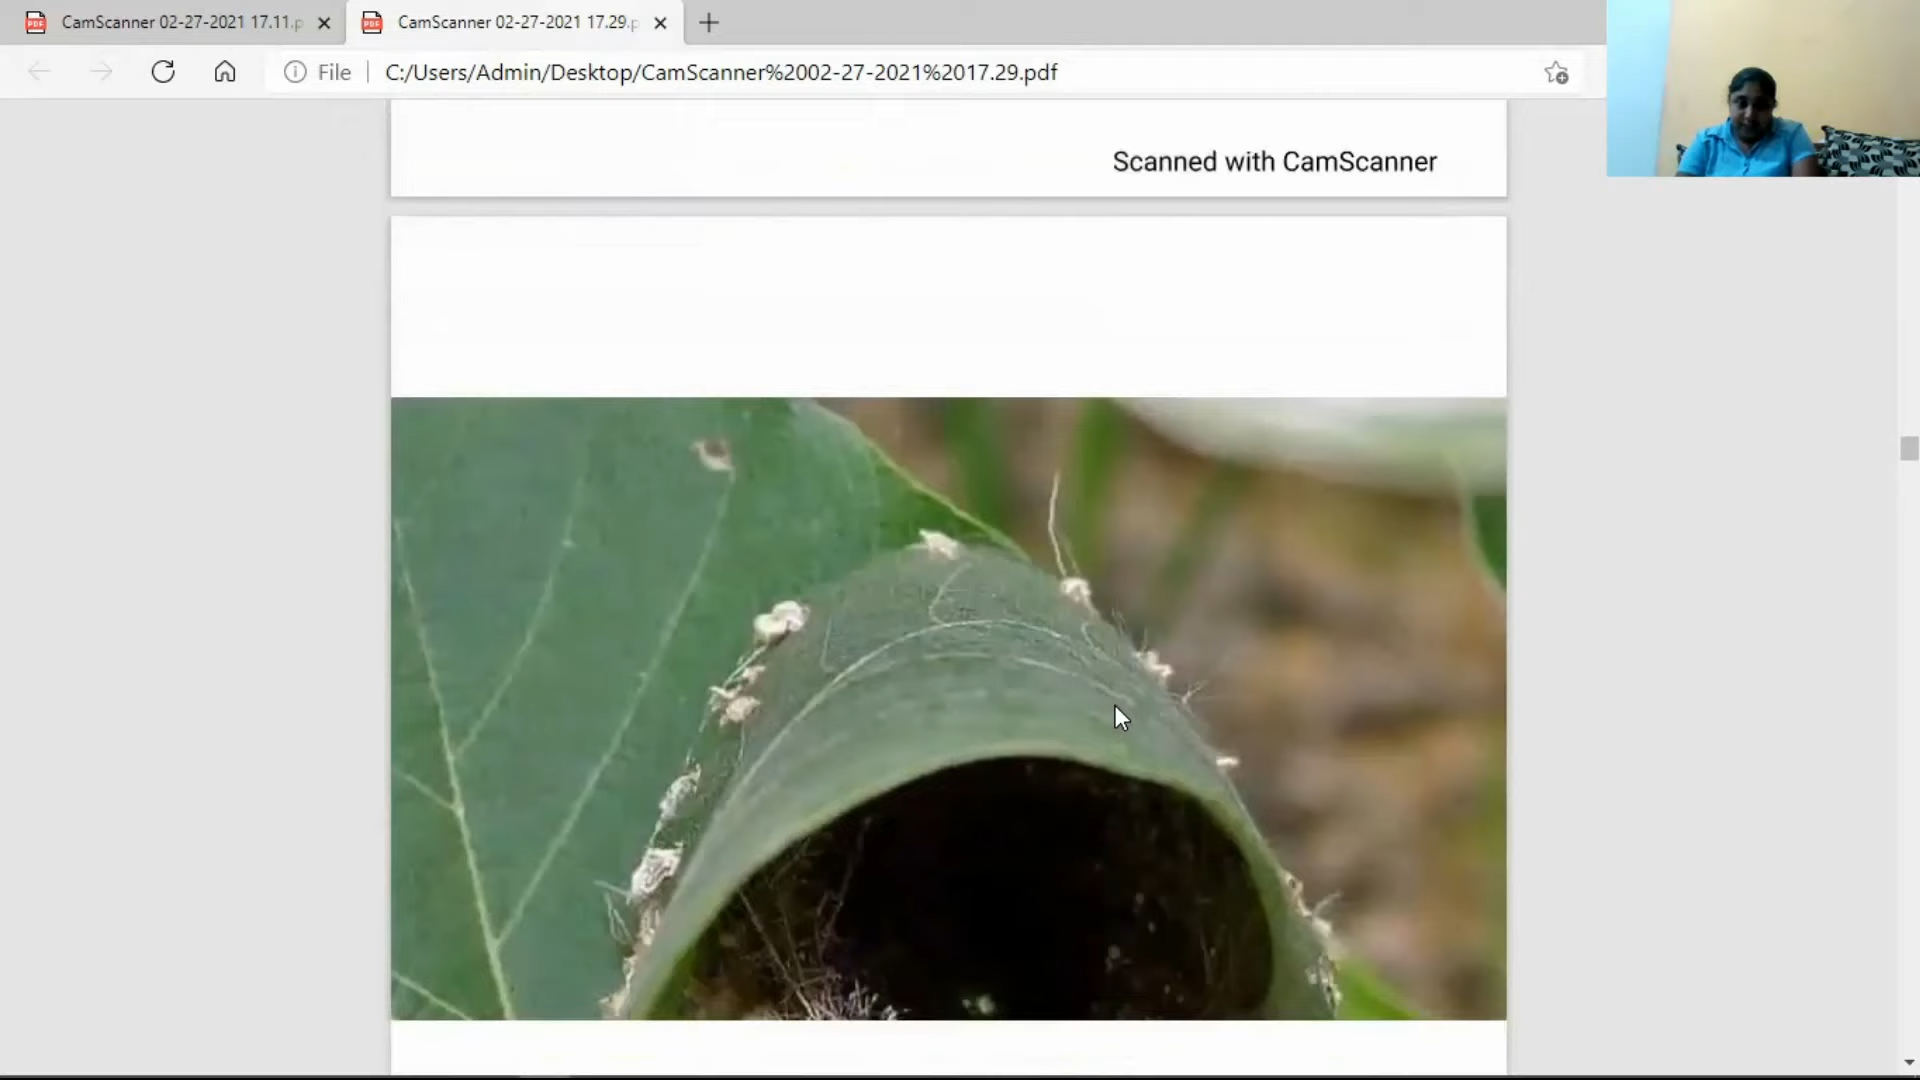 CamScanner 02-27-2021 17.11.p
CamScanner 02-27-2021 17.29.p
File
C:/Users/Admin/Desktop/CamScanner%2002-27-2021%2017.29.pdf
Scanned with CamScanner